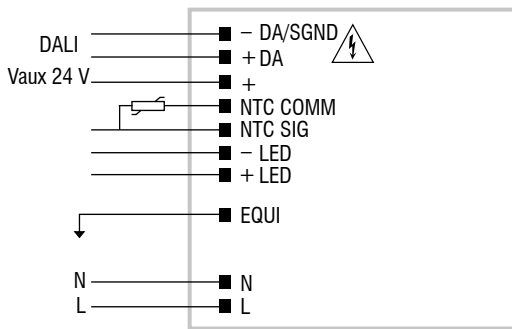 DALI
Vaux 24 V
− DA/SGND
+ DA
+
NTC COMM
NTC SIG
− LED
+ LED
EQUI
N N
L L